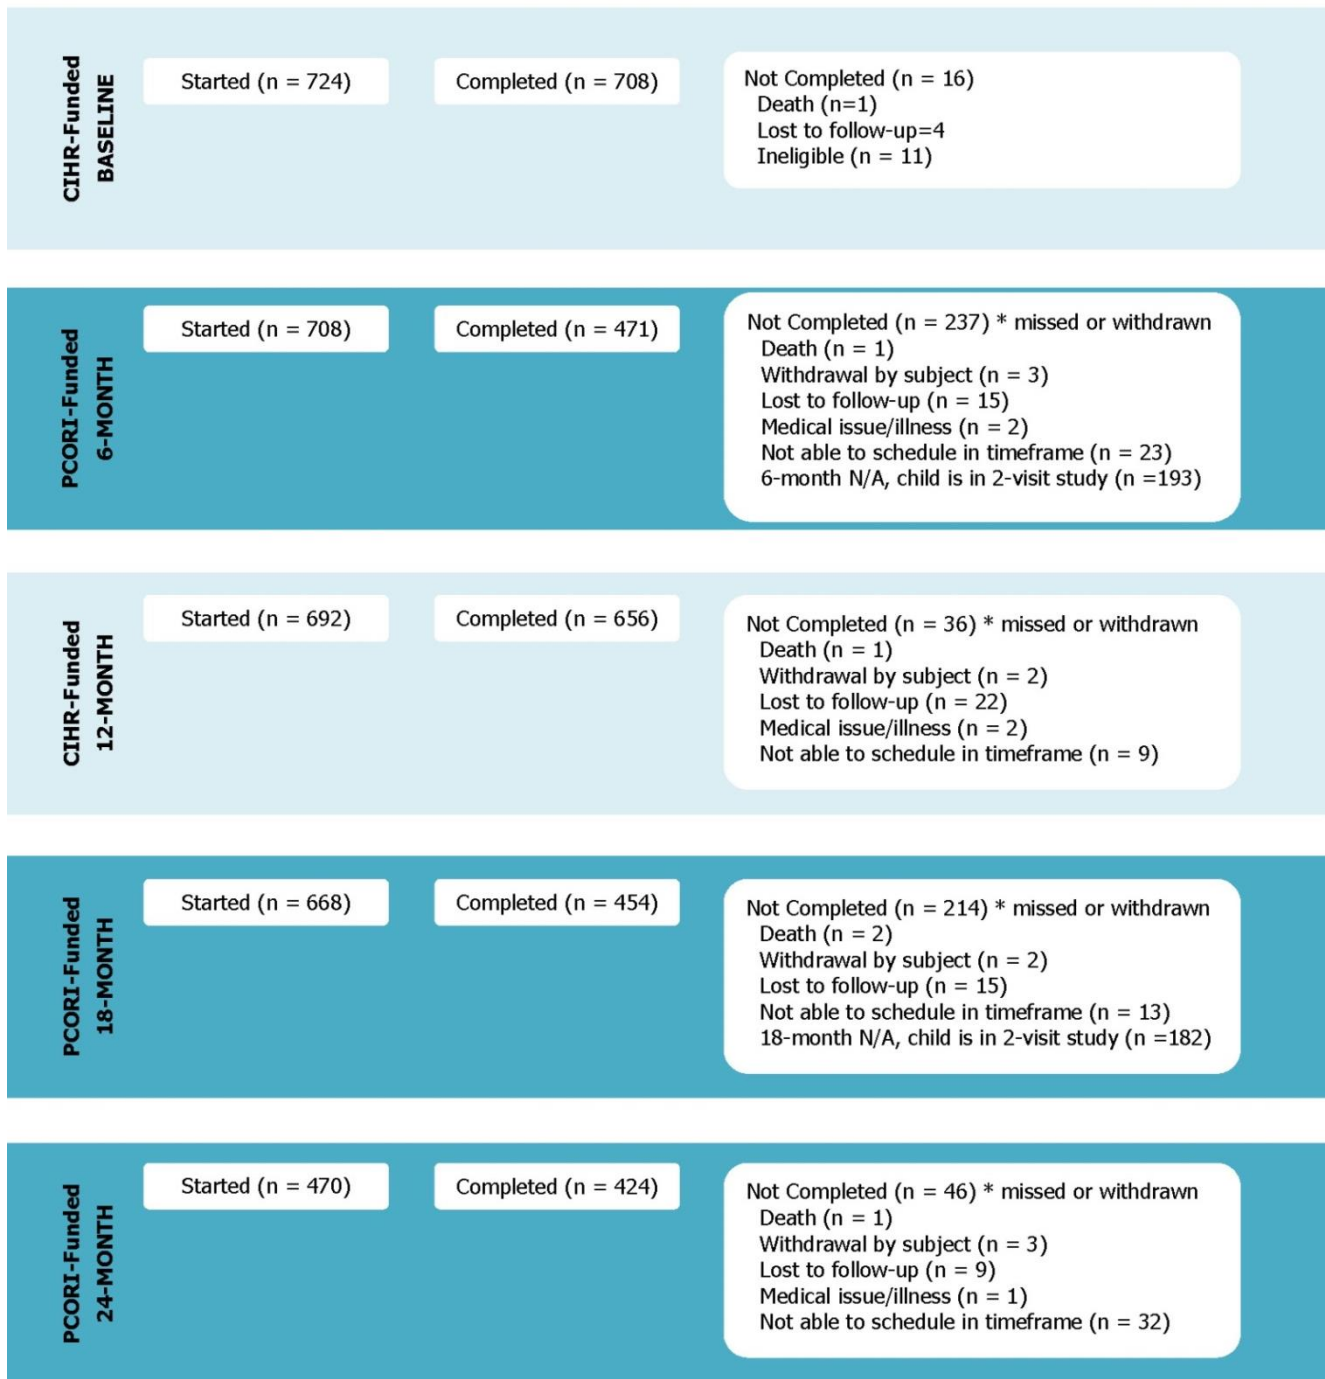 CIHR-Funded
BASELINE
Started (n = 724)
Completed (n = 708)
Not Completed (n = 16)
Death (n=1)
Lost to follow-up=4
Ineligible (n = 11)
PCORI-Funded
6-MONTH
Started (n = 708)
Completed (n = 471)
Not Completed (n = 237) * missed or withdrawn
Death (n = 1)
Withdrawal by subject (n = 3)
Lost to follow-up (n = 15)
Medical issue/illness (n = 2)
Not able to schedule in timeframe (n = 23)
6-month N/A, child is in 2-visit study (n =193)
CIHR-Funded
12-MONTH
Started (n = 692)
Completed (n = 656)
Not Completed (n = 36) * missed or withdrawn
Death (n = 1)
Withdrawal by subject (n = 2)
Lost to follow-up (n = 22)
Medical issue/illness (n = 2)
Not able to schedule in timeframe (n = 9)
PCORI-Funded
18-MONTH
Started (n = 668)
Completed (n = 454)
Not Completed (n = 214) * missed or withdrawn
Death (n = 2)
Withdrawal by subject (n = 2)
Lost to follow-up (n = 15)
Not able to schedule in timeframe (n = 13)
18-month N/A, child is in 2-visit study (n =182)
PCORI-Funded
24-MONTH
Started (n = 470)
Completed (n = 424)
Not Completed (n = 46) * missed or withdrawn
Death (n = 1)
Withdrawal by subject (n = 3)
Lost to follow-up (n = 9)
Medical issue/illness (n = 1)
Not able to schedule in timeframe (n = 32)